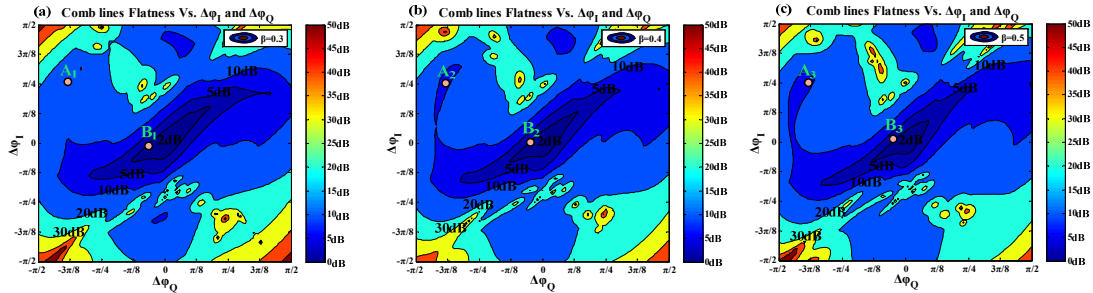 (a) Comb lines Flatness Vs. Δφ_I and Δφ_Q
π/2
3π/8
π/4
π/8
0
-π/8
-π/4
-3π/8
-π/2
Δφ_I
β=0.3
A₁
B₁
10dB
5dB
2dB
5dB
10dB
20dB
30dB
-π/2 -3π/8 -π/4 -π/8 0 π/8 π/4 3π/8 π/2
Δφ_Q
50dB
45dB
40dB
35dB
30dB
25dB
20dB
15dB
10dB
5dB
0dB
(b) Comb lines Flatness Vs. Δφ_I and Δφ_Q
π/2
3π/8
π/4
π/8
0
-π/8
-π/4
-3π/8
-π/2
Δφ_I
β=0.4
A₂
B₂
10dB
5dB
2dB
5dB
10dB
20dB
30dB
-π/2 -3π/8 -π/4 -π/8 0 π/8 π/4 3π/8 π/2
Δφ_Q
50dB
45dB
40dB
35dB
30dB
25dB
20dB
15dB
10dB
5dB
0dB
(c) Comb lines Flatness Vs. Δφ_I and Δφ_Q
π/2
3π/8
π/4
π/8
0
-π/8
-π/4
-3π/8
-π/2
Δφ_I
β=0.5
A₃
B₃
10dB
5dB
2dB
5dB
10dB
20dB
30dB
-π/2 -3π/8 -π/4 -π/8 0 π/8 π/4 3π/8 π/2
Δφ_Q
50dB
45dB
40dB
35dB
30dB
25dB
20dB
15dB
10dB
5dB
0dB